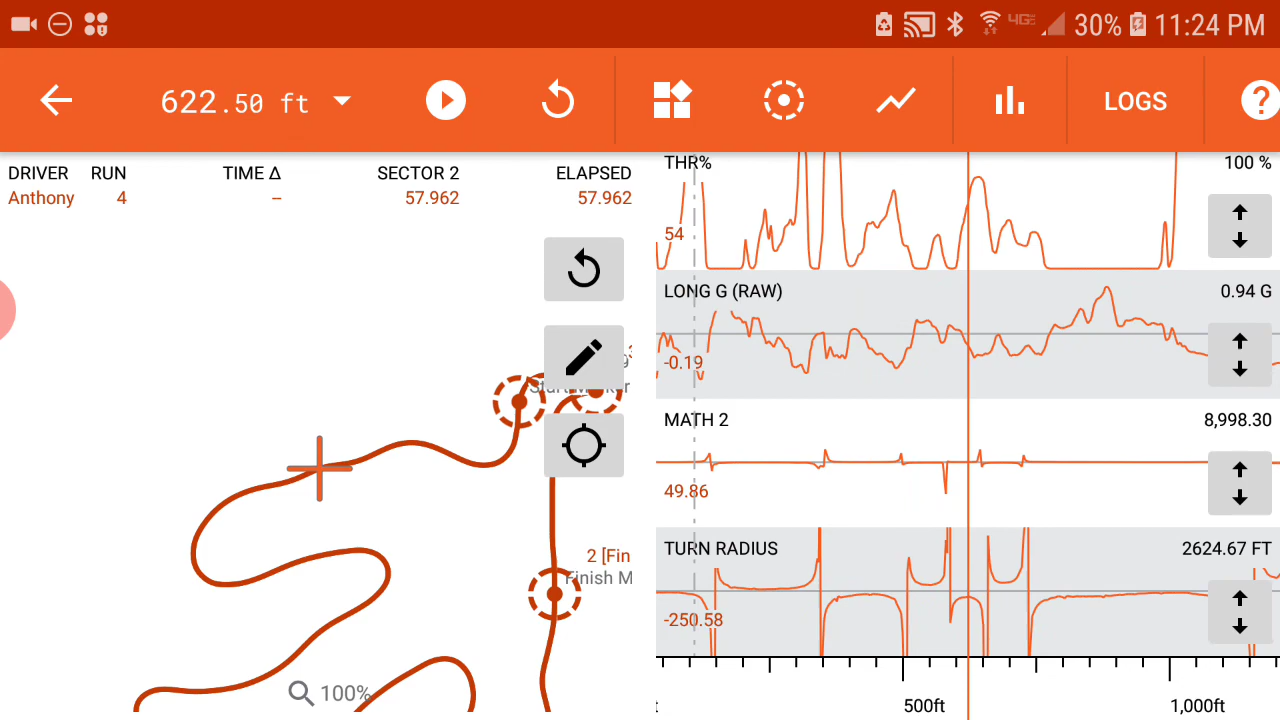 4GE 30% 11:24 PM
622.50 ft LOGS ?
DRIVER RUN TIME Δ SECTOR 2 ELAPSED
Anthony 4 – 57.962 57.962
2 [Fin
Finish M
100%
THR% 100 %
54
LONG G (RAW) 0.94 G
-0.19
MATH 2 8,998.30
49.86
TURN RADIUS 2624.67 FT
-250.58
500ft 1,000ft